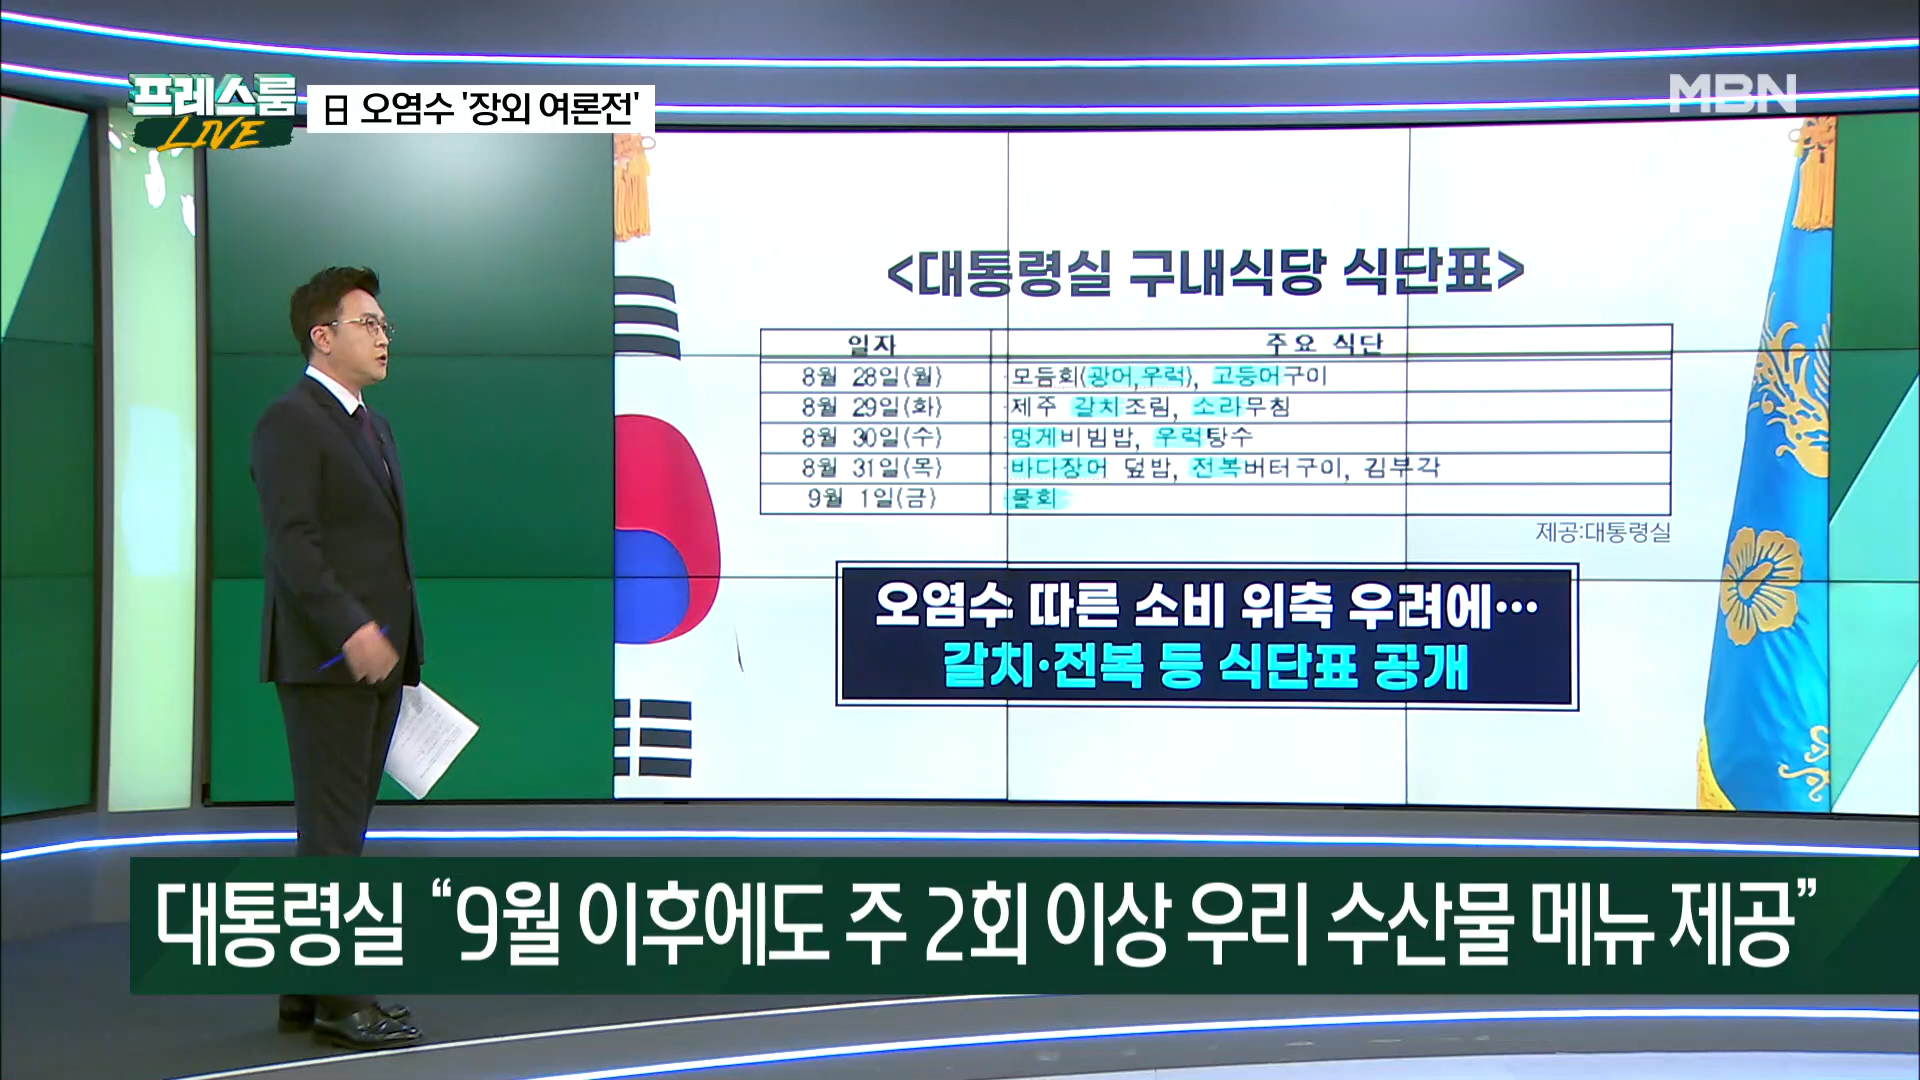 프레스룸
LIVE
日 오염수 '장외 여론전'
MBN
<대통령실 구내식당 식단표>
일자 주요 식단
8월 28일(월) 모듬회(광어,우럭), 고등어구이
8월 29일(화) 제주 갈치조림, 소라무침
8월 30일(수) 멍게비빔밥, 우럭탕수
8월 31일(목) 바다장어 덮밥, 전복버터구이, 김부각
9월 1일(금) 물회
제공:대통령실
오염수 따른 소비 위축 우려에…
갈치·전복 등 식단표 공개
대통령실 “9월 이후에도 주 2회 이상 우리 수산물 메뉴 제공”